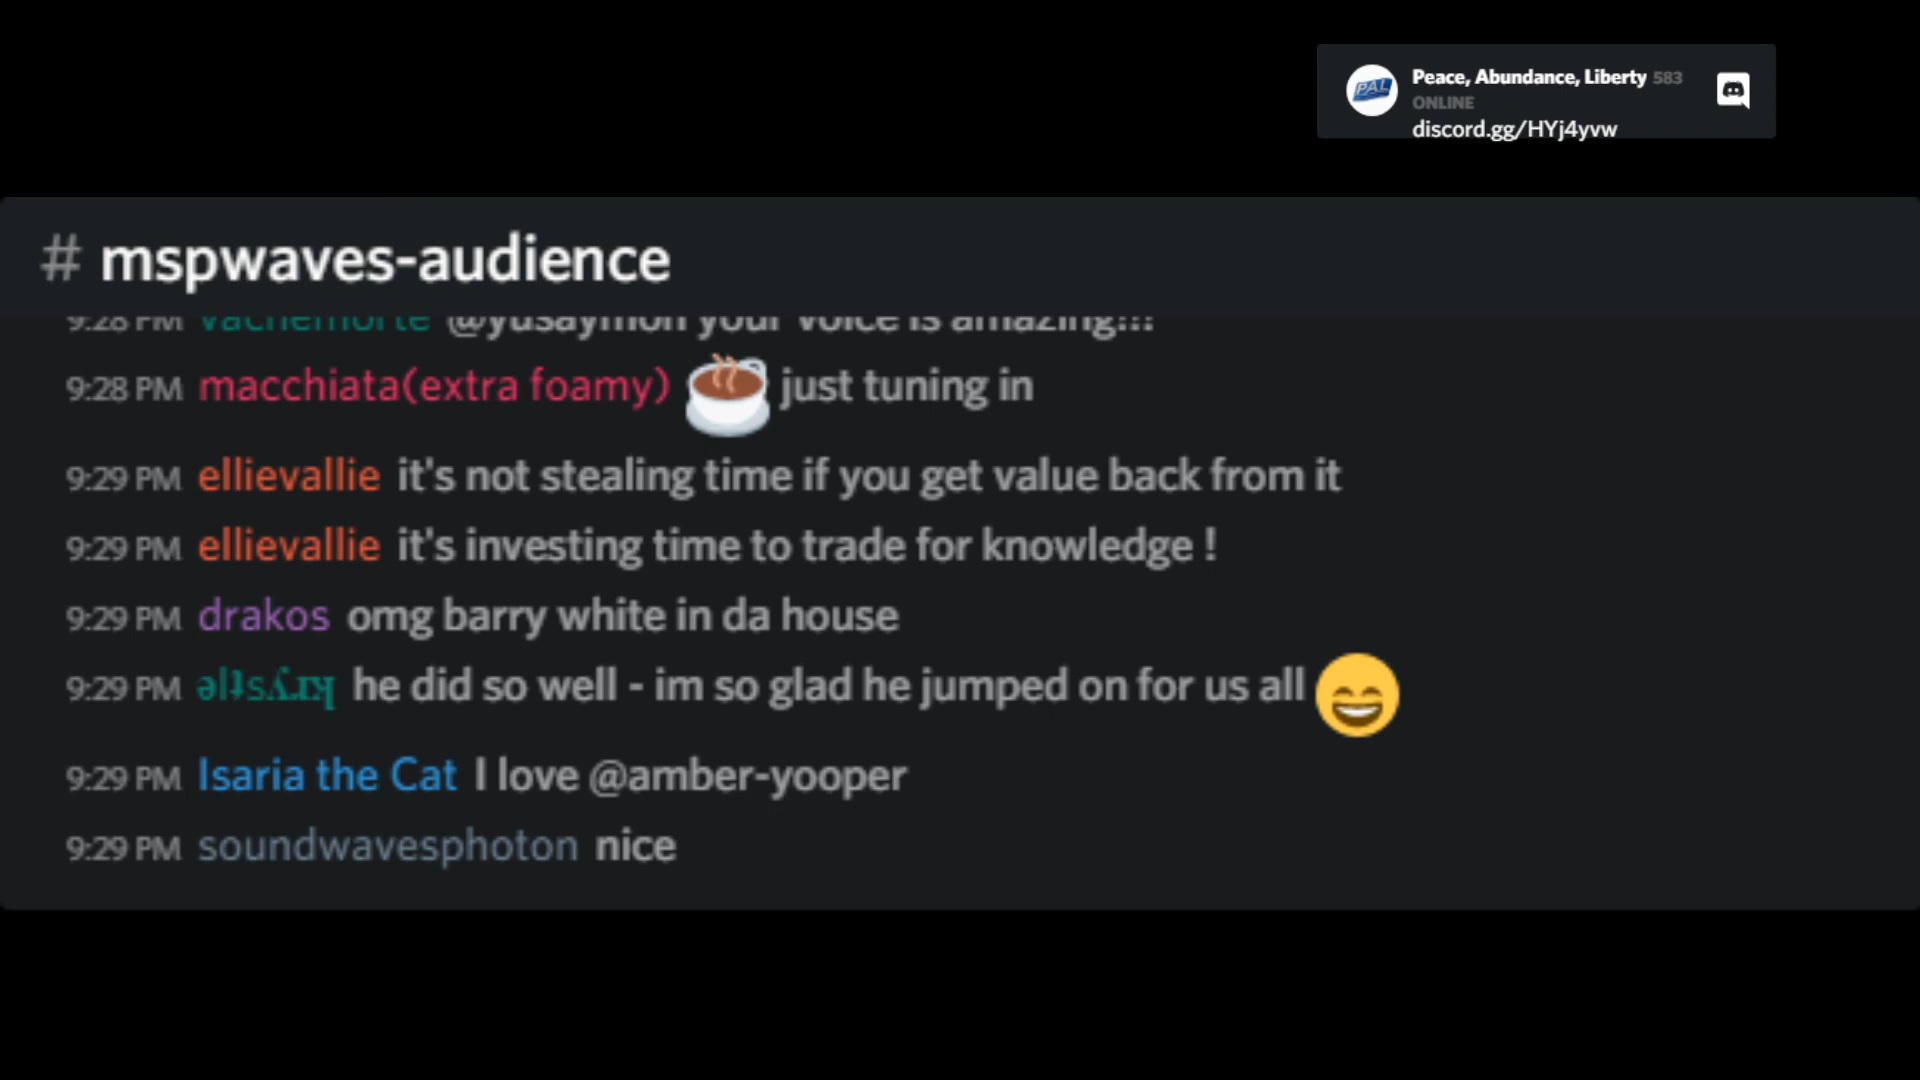 PAL Peace, Abundance, Liberty 583
ONLINE
discord.gg/HYj4yvw
# mspwaves-audience
9:28 PM vachemorte @yusaymon your voice is amazing!!!
9:28 PM macchiata(extra foamy) ☕ just tuning in
9:29 PM ellievallie it's not stealing time if you get value back from it
9:29 PM ellievallie it's investing time to trade for knowledge !
9:29 PM drakos omg barry white in da house
9:29 PM he did so well - im so glad he jumped on for us all 😄
9:29 PM Isaria the Cat I love @amber-yooper
9:29 PM soundwavesphoton nice